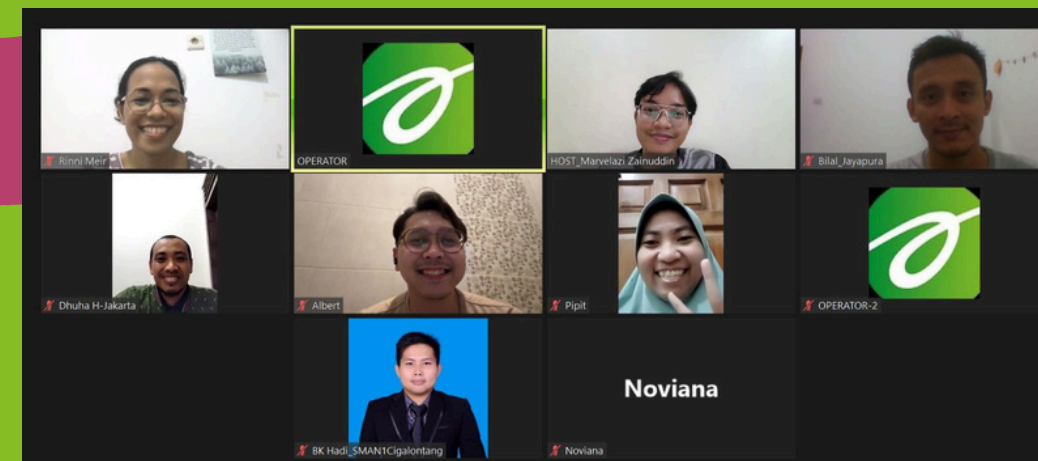 Rinni Meir
OPERATOR
HOST_Marvelazi Zainuddin
Bilal_Jayapura
Dhuha H-Jakarta
Albert
Pipit
OPERATOR-2
BK Hadi_SMAN1Cigalontang
Noviana
Noviana